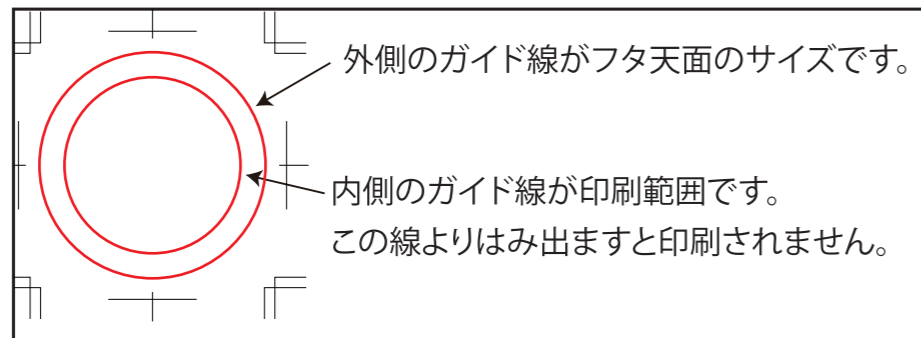 外側のガイド線がフタ天面のサイズです。
内側のガイド線が印刷範囲です。
この線よりはみ出ますと印刷されません。